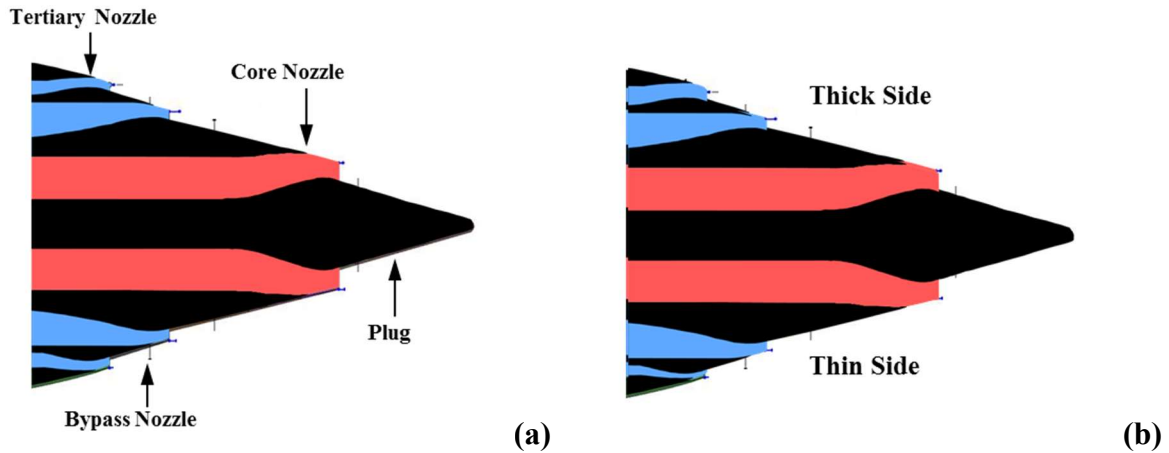 Tertiary Nozzle
Core Nozzle
Plug
Bypass Nozzle
(a)
Thick Side
Thin Side
(b)